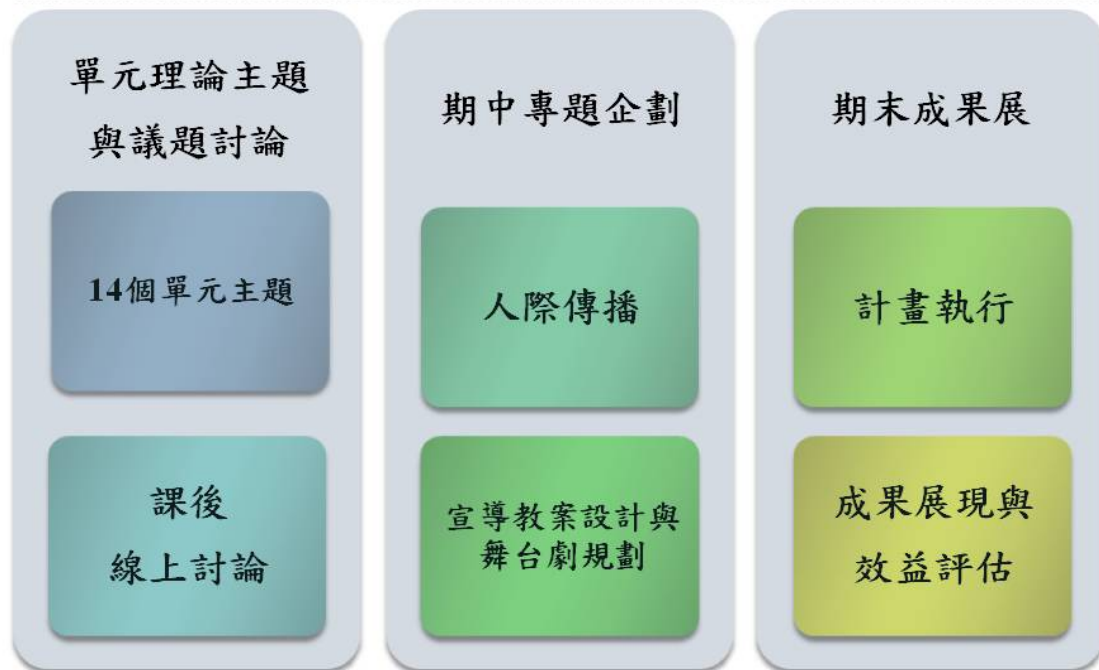 單元理論主題
與議題討論
14個單元主題
課後
線上討論
期中專題企劃
人際傳播
宣導教案設計與
舞台劇規劃
期末成果展
計畫執行
成果展現與
效益評估